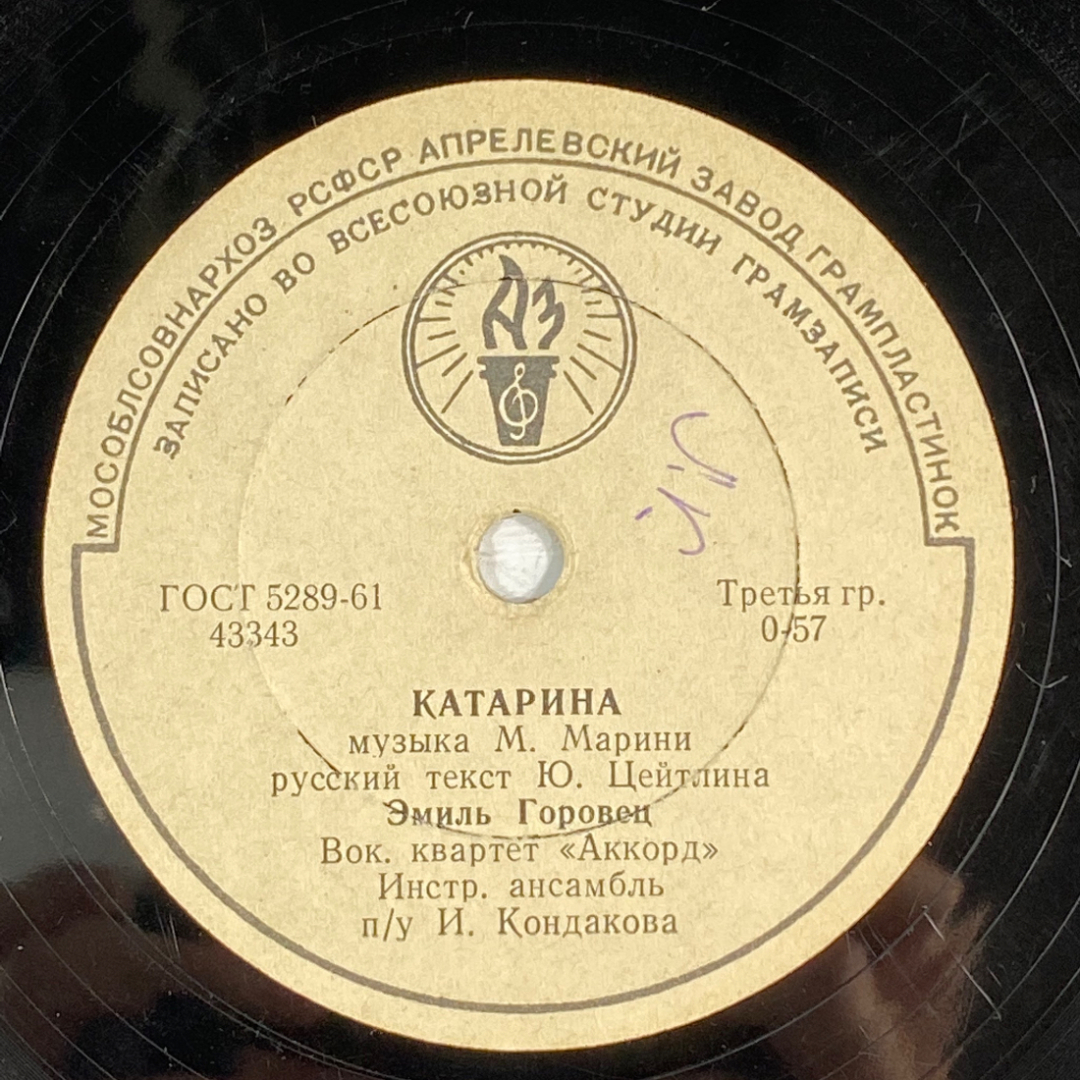 МОСОБЛСОВНАРХОЗ РСФСР АПРЕЛЕВСКИЙ ЗАВОД ГРАМПЛАСТИНОК
ЗАПИСАНО ВО ВСЕСОЮЗНОЙ СТУДИИ ГРАМЗАПИСИ
АЗ
ГОСТ 5289-61
43343
Третья гр.
0-57
КАТАРИНА
музыка М. Марини
русский текст Ю. Цейтлина
Эмиль Горовец
Вок. квартет «Аккорд»
Инстр. ансамбль
п/у И. Кондакова